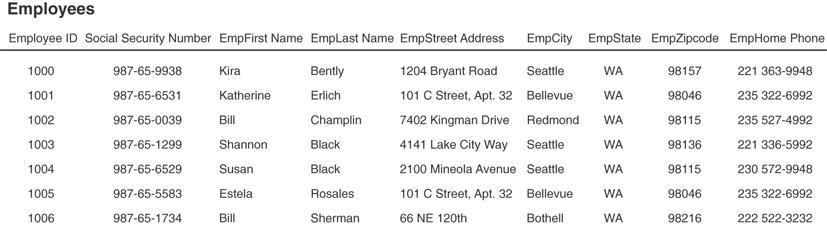 Employees
Employee ID Social Security Number EmpFirst Name EmpLast Name EmpStreet Address EmpCity EmpState EmpZipcode EmpHome Phone
1000 987-65-9938 Kira Bently 1204 Bryant Road Seattle WA 98157 221 363-9948
1001 987-65-6531 Katherine Erlich 101 C Street, Apt. 32 Bellevue WA 98046 235 322-6992
1002 987-65-0039 Bill Champlin 7402 Kingman Drive Redmond WA 98115 235 527-4992
1003 987-65-1299 Shannon Black 4141 Lake City Way Seattle WA 98136 221 336-5992
1004 987-65-6529 Susan Black 2100 Mineola Avenue Seattle WA 98115 230 572-9948
1005 987-65-5583 Estela Rosales 101 C Street, Apt. 32 Bellevue WA 98046 235 322-6992
1006 987-65-1734 Bill Sherman 66 NE 120th Bothell WA 98216 222 522-3232